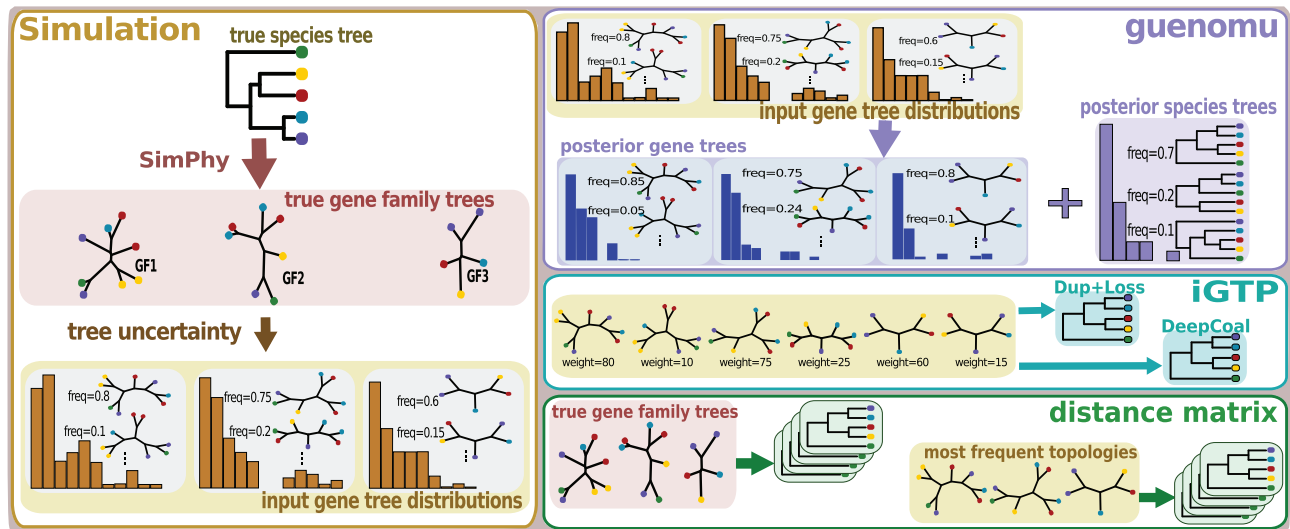 Simulation
true species tree
SimPhy
true gene family trees
GF1
GF2
GF3
tree uncertainty
freq=0.8
freq=0.1
freq=0.75
freq=0.2
freq=0.6
freq=0.15
input gene tree distributions
guenomu
freq=0.8
freq=0.1
freq=0.75
freq=0.2
freq=0.6
freq=0.15
input gene tree distributions
posterior gene trees
freq=0.85
freq=0.05
freq=0.75
freq=0.24
freq=0.8
freq=0.1
+
posterior species trees
freq=0.7
freq=0.2
freq=0.1
iGTP
weight=80
weight=10
weight=75
weight=25
weight=60
weight=15
Dup+Loss
DeepCoal
distance matrix
true gene family trees
most frequent topologies